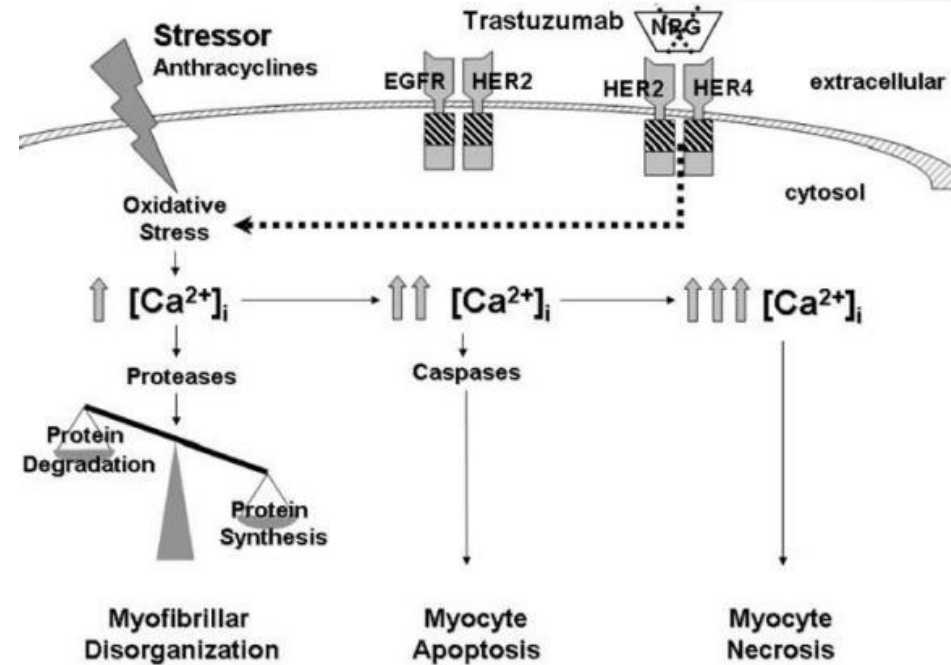 Stressor
Anthracyclines
Trastuzumab
NRG
EGFR HER2
HER2 HER4
extracellular
cytosol
Oxidative
Stress
[Ca²⁺]ᵢ [Ca²⁺]ᵢ [Ca²⁺]ᵢ
Proteases
Caspases
Protein
Degradation
Protein
Synthesis
Myofibrillar
Disorganization
Myocyte
Apoptosis
Myocyte
Necrosis